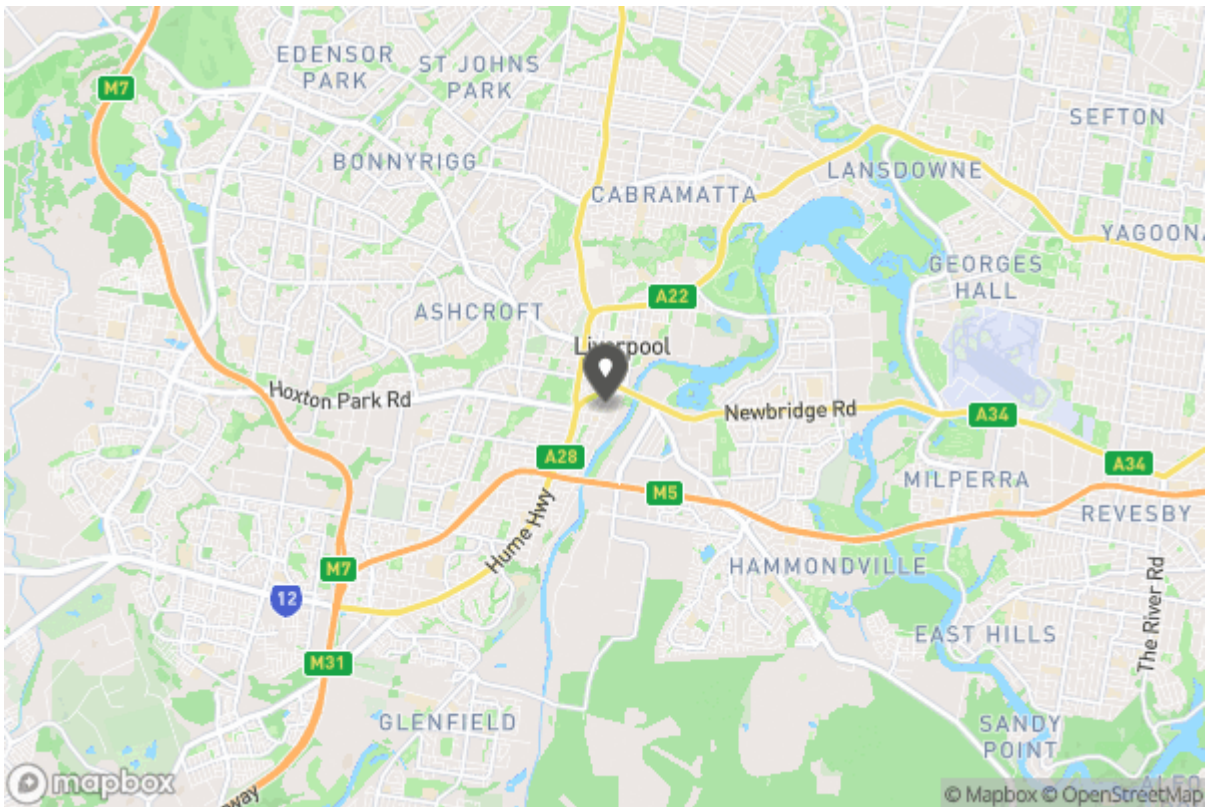 EDENSOR
PARK
ST JOHNS
PARK
M7
SEFTON
BONNYRIGG
LANSDOWNE
CABRAMATTA
YAGOONA
GEORGES
HALL
A22
ASHCROFT
Liverpool
Hoxton Park Rd
Newbridge Rd
A34
A28
A34
MILPERRA
M5
REVESBY
Hume Hwy
HAMMONDVILLE
M7
12
EAST HILLS
The River Rd
M31
GLENFIELD
SANDY
POINT
mapbox
© Mapbox © OpenStreetMap